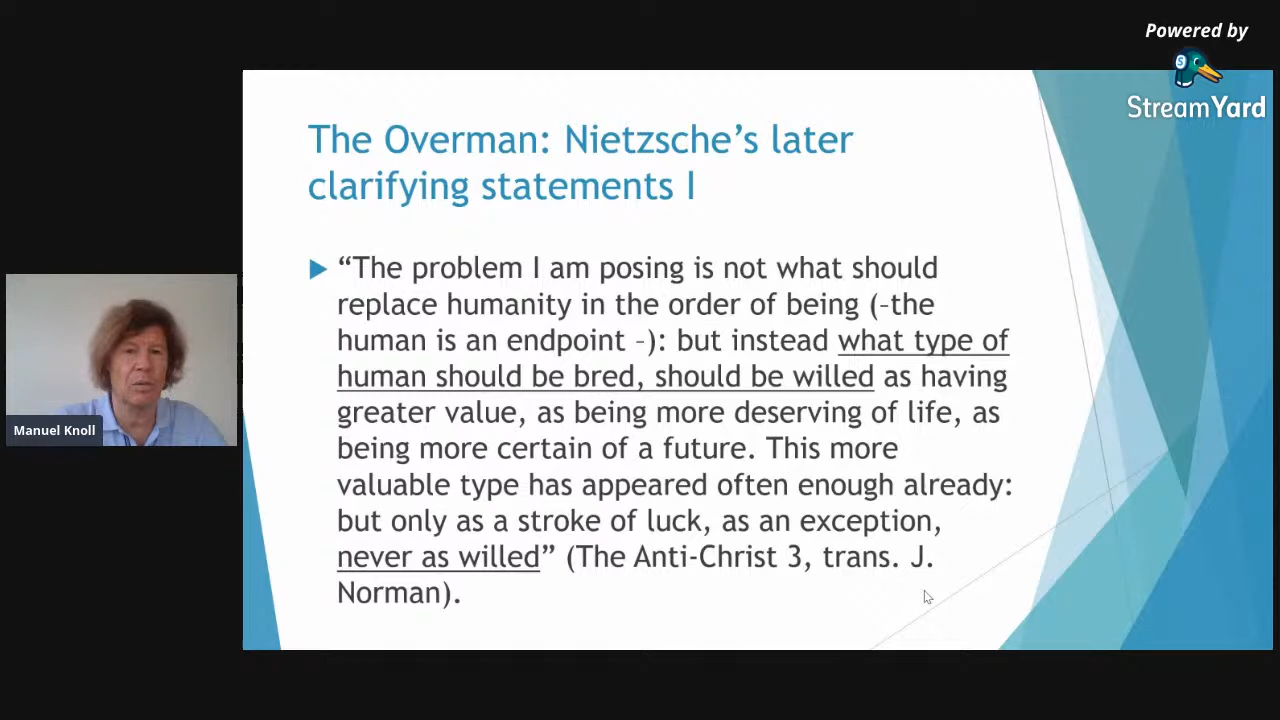 Powered by
StreamYard
The Overman: Nietzsche’s later
clarifying statements I
“The problem I am posing is not what should
replace humanity in the order of being (–the
human is an endpoint –): but instead what type of
human should be bred, should be willed as having
greater value, as being more deserving of life, as
being more certain of a future. This more
valuable type has appeared often enough already:
but only as a stroke of luck, as an exception,
never as willed” (The Anti-Christ 3, trans. J.
Norman).
Manuel Knoll